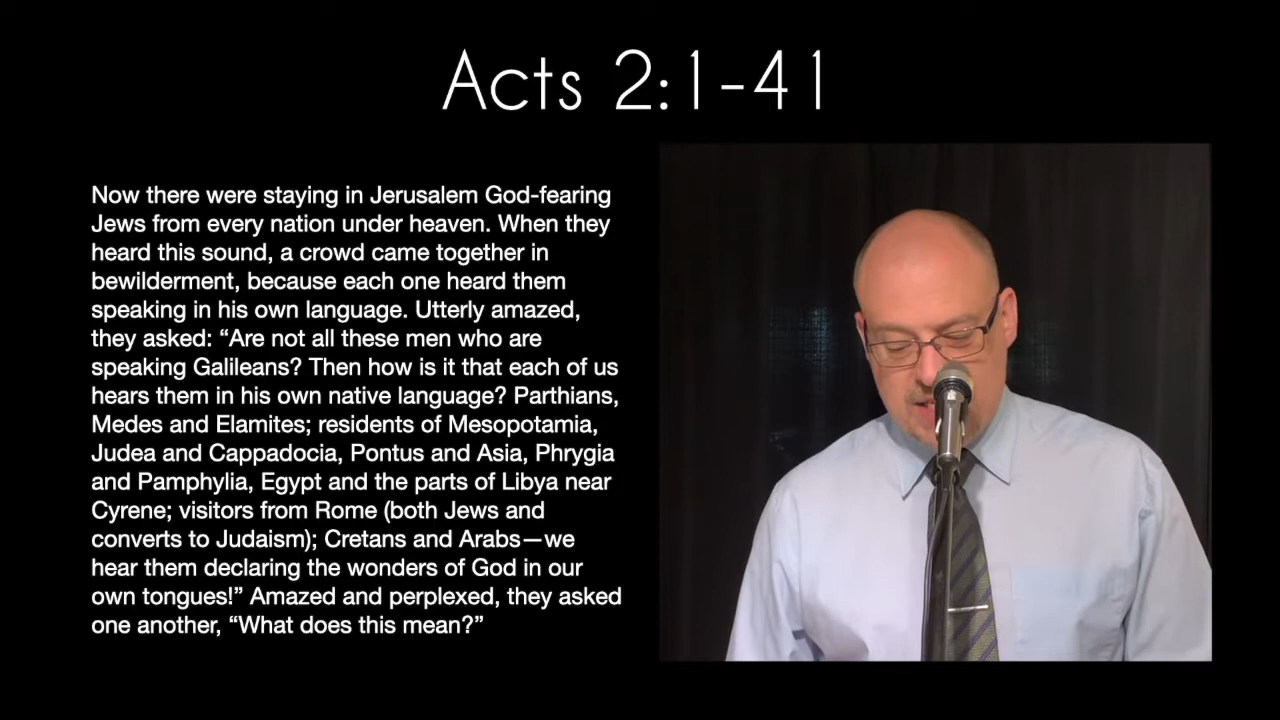 Acts 2:1-41
Now there were staying in Jerusalem God-fearing
Jews from every nation under heaven. When they
heard this sound, a crowd came together in
bewilderment, because each one heard them
speaking in his own language. Utterly amazed,
they asked: “Are not all these men who are
speaking Galileans? Then how is it that each of us
hears them in his own native language? Parthians,
Medes and Elamites; residents of Mesopotamia,
Judea and Cappadocia, Pontus and Asia, Phrygia
and Pamphylia, Egypt and the parts of Libya near
Cyrene; visitors from Rome (both Jews and
converts to Judaism); Cretans and Arabs—we
hear them declaring the wonders of God in our
own tongues!” Amazed and perplexed, they asked
one another, “What does this mean?”